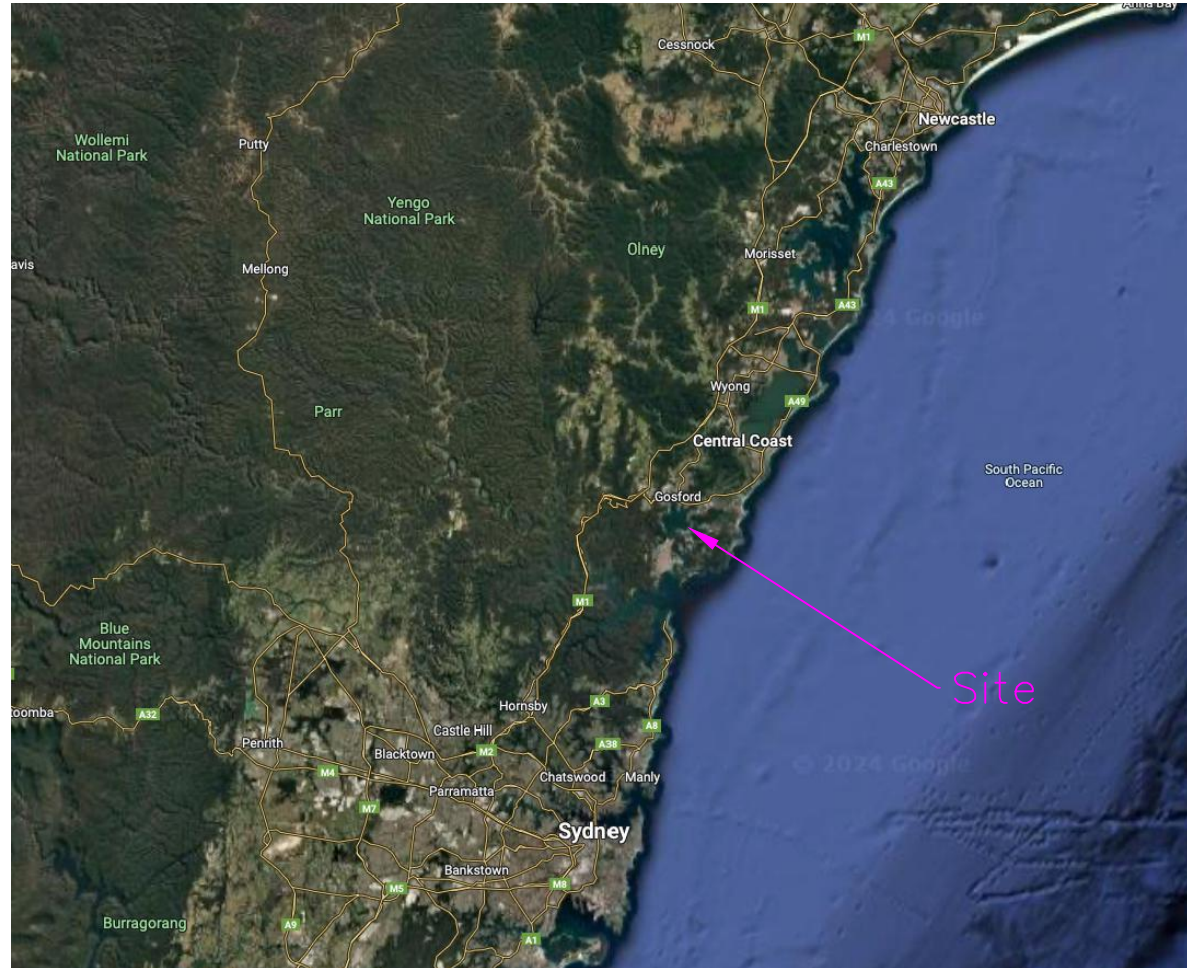 Anna Bay
Cessnock
M1
Newcastle
Charlestown
Wollemi
National Park
Putty
A43
Yengo
National Park
Olney
Morisset
avis
Mellong
M1
A43
Google
Wyong
Parr
A49
Central Coast
South Pacific
Ocean
Gosford
M1
Blue
Mountains
National Park
Site
toomba
A32
Hornsby
A3
A8
Castle Hill
Penrith
M2
A38
Blacktown
M4
Chatswood
Manly
© 2024 Google
Parramatta
M7
Sydney
Bankstown
M5
M8
Burragorang
A9
A1